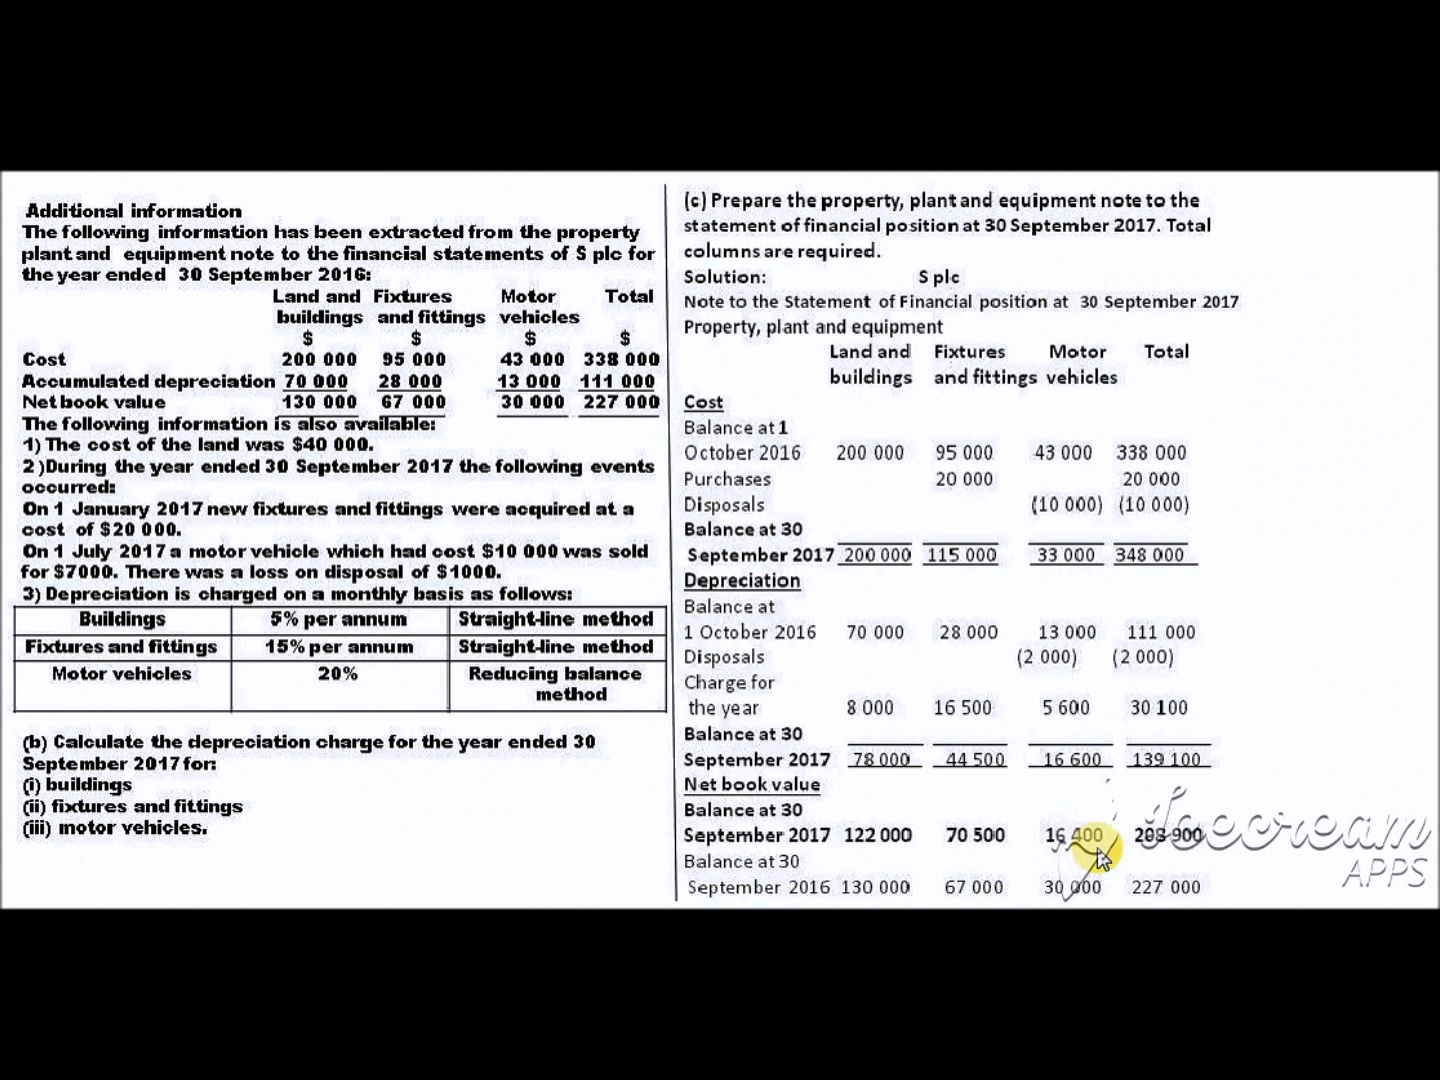 Additional information
The following information has been extracted from the property
plant and equipment note to the financial statements of S plc for
the year ended 30 September 2016:
Land and Fixtures Motor Total
buildings and fittings vehicles
$ $ $ $
Cost 200 000 95 000 43 000 338 000
Accumulated depreciation 70 000 28 000 13 000 111 000
Net book value 130 000 67 000 30 000 227 000
The following information is also available:
1) The cost of the land was $40 000.
2 )During the year ended 30 September 2017 the following events
occurred:
On 1 January 2017 new fixtures and fittings were acquired at a
cost of $20 000.
On 1 July 2017 a motor vehicle which had cost $10 000 was sold
for $7000. There was a loss on disposal of $1000.
3) Depreciation is charged on a monthly basis as follows:
Buildings 5% per annum Straight-line method
Fixtures and fittings 15% per annum Straight-line method
Motor vehicles 20% Reducing balance
method
(b) Calculate the depreciation charge for the year ended 30
September 2017 for:
(i) buildings
(ii) fixtures and fittings
(iii) motor vehicles.
(c) Prepare the property, plant and equipment note to the
statement of financial position at 30 September 2017. Total
columns are required.
Solution: S plc
Note to the Statement of Financial position at 30 September 2017
Property, plant and equipment
Land and Fixtures Motor Total
buildings and fittings vehicles
Cost
Balance at 1
October 2016 200 000 95 000 43 000 338 000
Purchases 20 000 20 000
Disposals (10 000) (10 000)
Balance at 30
September 2017 200 000 115 000 33 000 348 000
Depreciation
Balance at
1 October 2016 70 000 28 000 13 000 111 000
Disposals (2 000) (2 000)
Charge for
the year 8 000 16 500 5 600 30 100
Balance at 30
September 2017 78 000 44 500 16 600 139 100
Net book value
Balance at 30
September 2017 122 000 70 500 16 400 208 900
Balance at 30
September 2016 130 000 67 000 30 000 227 000
Icecream
APPS